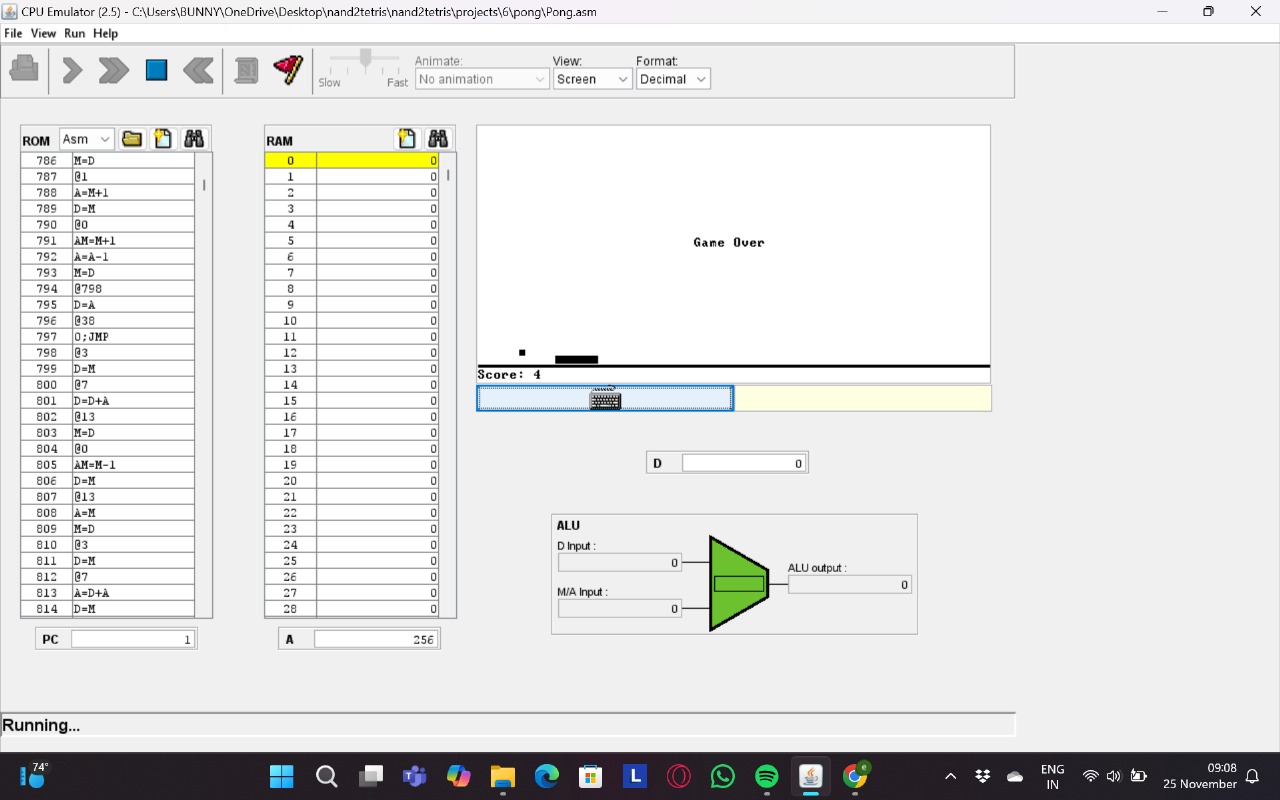 CPU Emulator (2.5) - C:\Users\BUNNY\OneDrive\Desktop\nand2tetris\nand2tetris\projects\6\pong\Pong.asm
File View Run Help
Slow Fast
Animate:
No animation
View:
Screen
Format:
Decimal
ROM Asm
786 M=D
787 @1
788 A=M+1
789 D=M
790 @0
791 AM=M+1
792 A=A-1
793 M=D
794 @798
795 D=A
796 @38
797 0;JMP
798 @3
799 D=M
800 @7
801 D=D+A
802 @13
803 M=D
804 @0
805 AM=M-1
806 D=M
807 @13
808 A=M
809 M=D
810 @3
811 D=M
812 @7
813 A=D+A
814 D=M
PC 1
RAM
0 0
1 0
2 0
3 0
4 0
5 0
6 0
7 0
8 0
9 0
10 0
11 0
12 0
13 0
14 0
15 0
16 0
17 0
18 0
19 0
20 0
21 0
22 0
23 0
24 0
25 0
26 0
27 0
28 0
A 256
Game Over
Score: 4
D 0
ALU
D Input :
0
M/A Input :
0
ALU output :
0
Running...
74°
L
ENG
IN
09:08
25 November